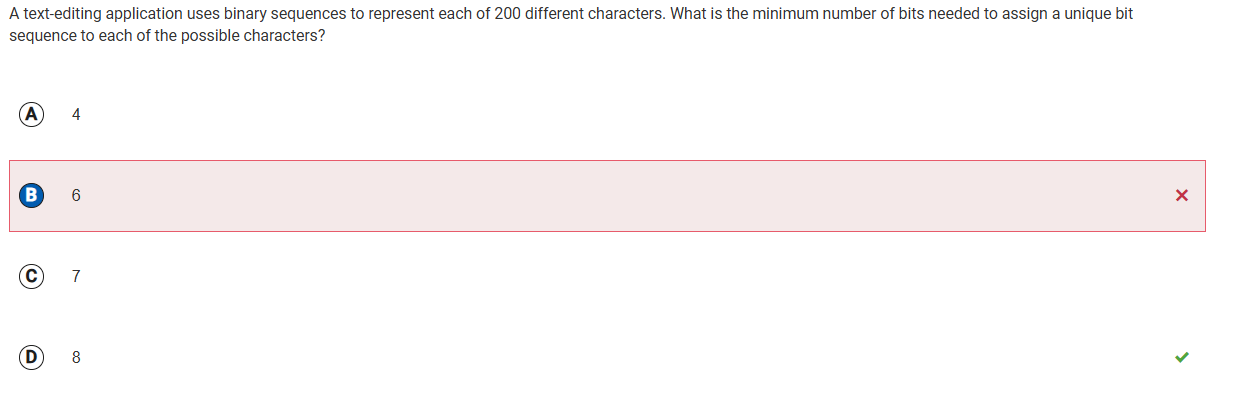 A text-editing application uses binary sequences to represent each of 200 different characters. What is the minimum number of bits needed to assign a unique bit
sequence to each of the possible characters?
A 4
B 6
C 7
D 8